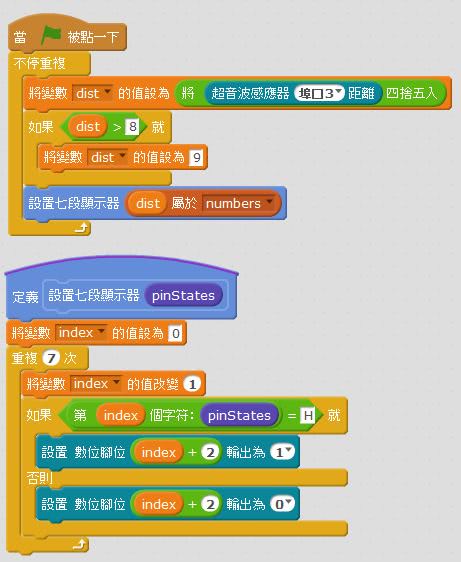 當 被點一下
不停重複
將變數 dist 的值設為 將 超音波感應器 埠口3 距離 四捨五入
如果 dist > 8 就
將變數 dist 的值設為 9
設置七段顯示器 dist 屬於 numbers
定義 設置七段顯示器 pinStates
將變數 index 的值設為 0
重複 7 次
將變數 index 的值改變 1
如果 第 index 個字符: pinStates = H 就
設置 數位腳位 index + 2 輸出為 1
否則
設置 數位腳位 index + 2 輸出為 0